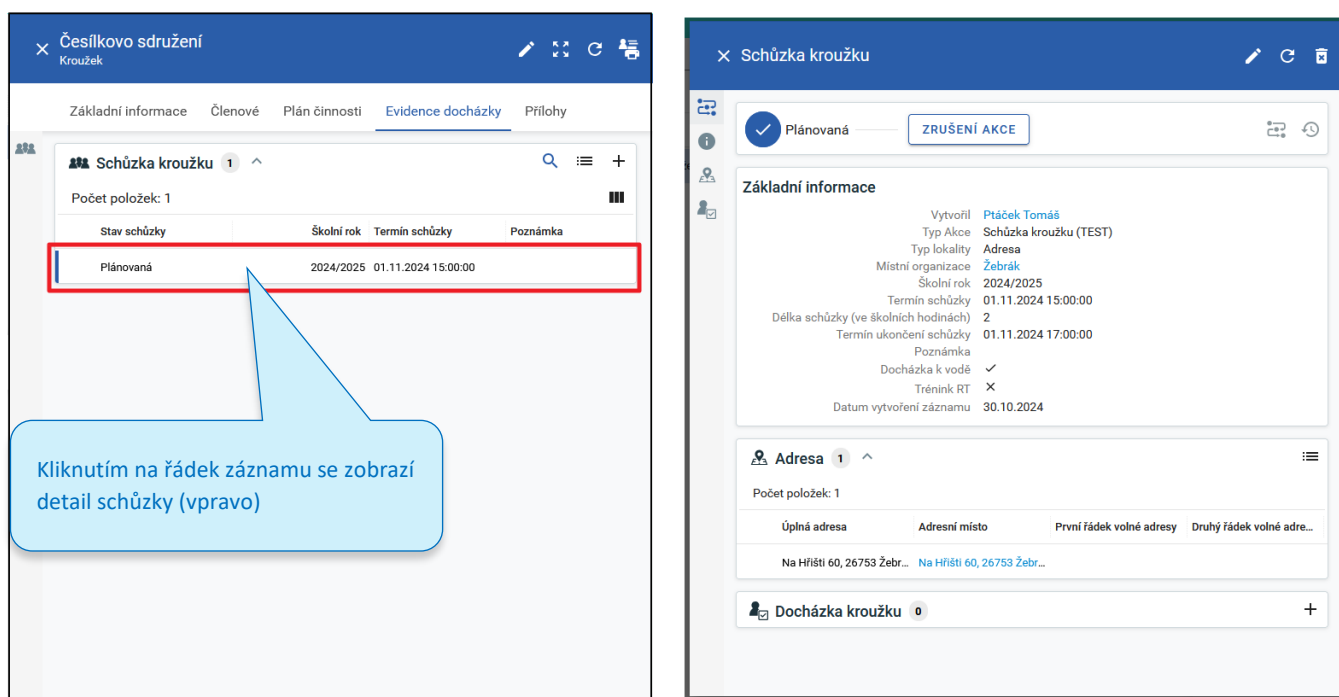 Česílkovo sdružení
Kroužek
Základní informace Členové Plán činnosti Evidence docházky Přílohy
Schůzka kroužku 1
Počet položek: 1
Stav schůzky Školní rok Termín schůzky Poznámka
Plánovaná 2024/2025 01.11.2024 15:00:00
Kliknutím na řádek záznamu se zobrazí
detail schůzky (vpravo)
Schůzka kroužku
Plánovaná ZRUŠENÍ AKCE
Základní informace
Vytvořil Ptáček Tomáš
Typ Akce Schůzka kroužku (TEST)
Typ lokality Adresa
Místní organizace Žebrák
Školní rok 2024/2025
Termín schůzky 01.11.2024 15:00:00
Délka schůzky (ve školních hodinách) 2
Termín ukončení schůzky 01.11.2024 17:00:00
Poznámka
Docházka k vodě
Trénink RT
Datum vytvoření záznamu 30.10.2024
Adresa 1
Počet položek: 1
Úplná adresa Adresní místo První řádek volné adresy Druhý řádek volné adre...
Na Hřišti 60, 26753 Žebr... Na Hřišti 60, 26753 Žebr...
Docházka kroužku 0